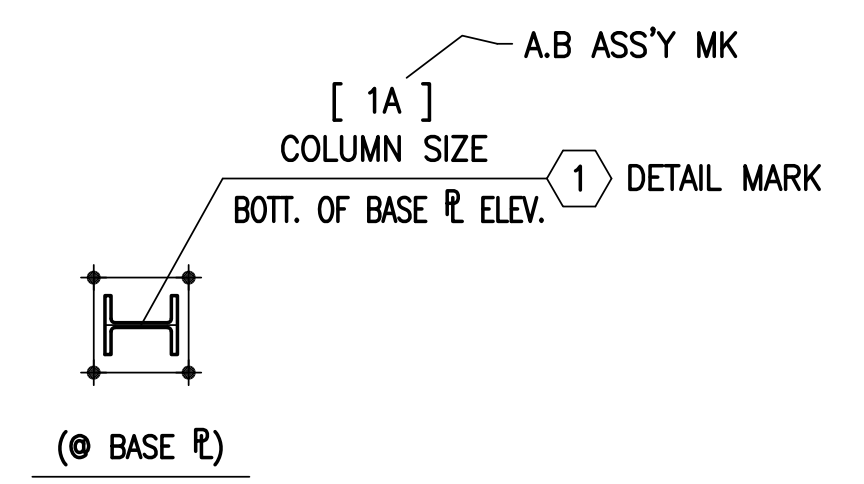 A.B ASS'Y MK
[ 1A ]
COLUMN SIZE
1 DETAIL MARK
BOTT. OF BASE ⅊ ELEV.
(@ BASE ⅊)